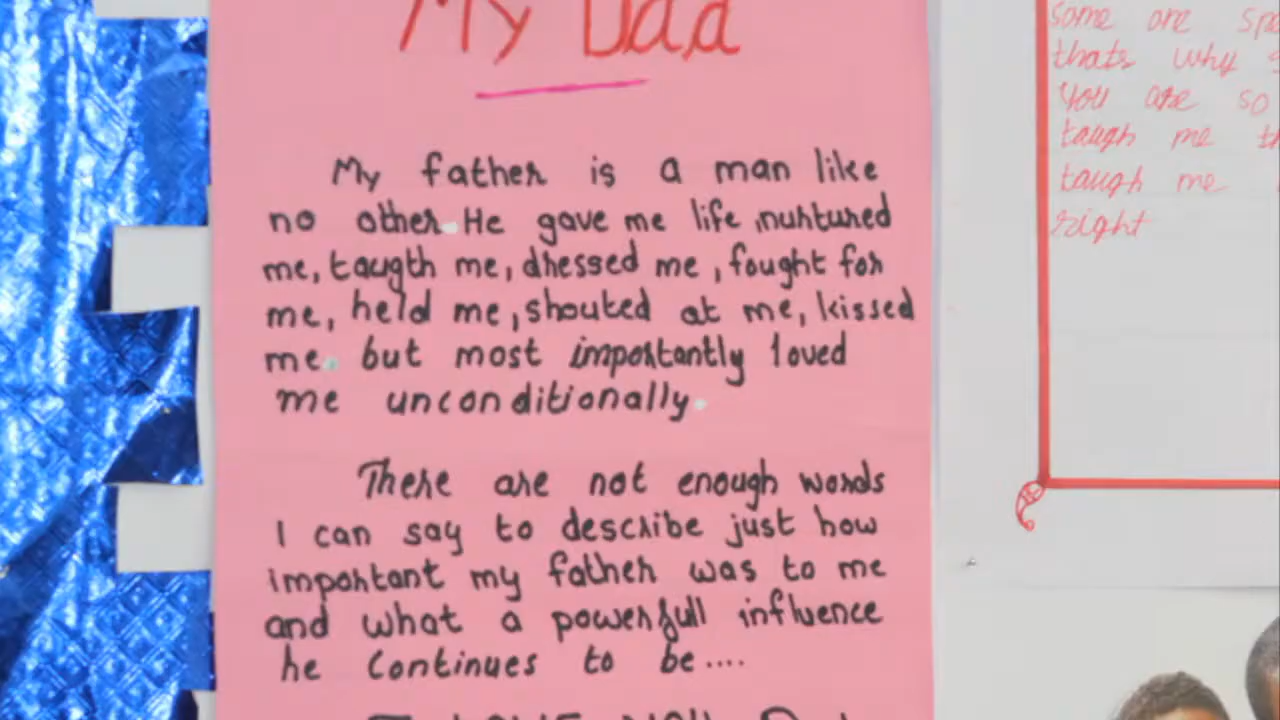 My Dad
My father is a man like
no other. He gave me life, nurtured
me, taugth me, dressed me, fought for
me, held me, shouted at me, kissed
me. but most importantly loved
me unconditionally.
There are not enough words
I can say to describe just how
important my father was to me
and what a powerfull influence
he continues to be....
some are
thats why
You are so
taugh me
taugh me
right